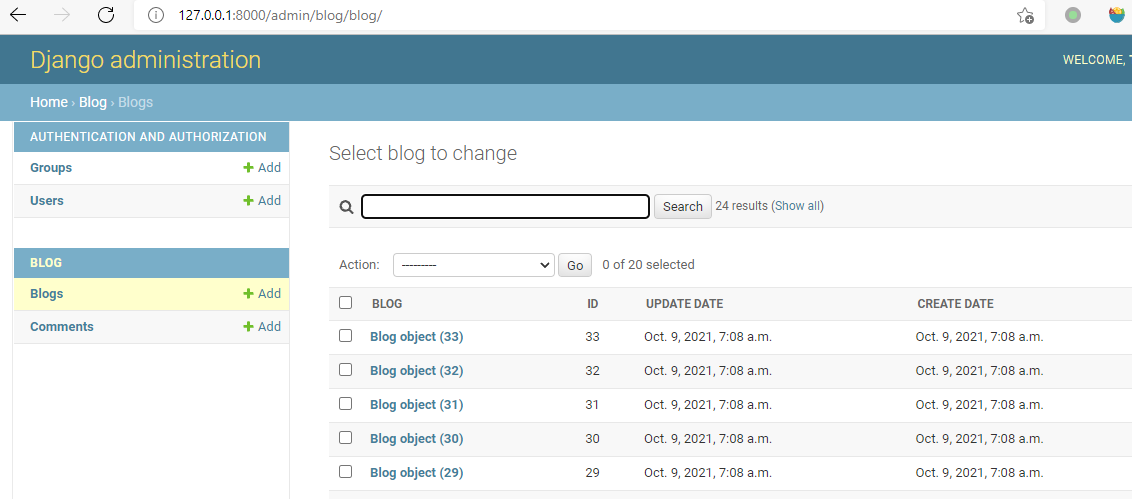 127.0.0.1:8000/admin/blog/blog/
Django administration
WELCOME,
Home › Blog › Blogs
AUTHENTICATION AND AUTHORIZATION
Groups + Add
Users + Add
BLOG
Blogs + Add
Comments + Add
Select blog to change
Search 24 results (Show all)
Action: --------- Go 0 of 20 selected
BLOG ID UPDATE DATE CREATE DATE
Blog object (33) 33 Oct. 9, 2021, 7:08 a.m. Oct. 9, 2021, 7:08 a.m.
Blog object (32) 32 Oct. 9, 2021, 7:08 a.m. Oct. 9, 2021, 7:08 a.m.
Blog object (31) 31 Oct. 9, 2021, 7:08 a.m. Oct. 9, 2021, 7:08 a.m.
Blog object (30) 30 Oct. 9, 2021, 7:08 a.m. Oct. 9, 2021, 7:08 a.m.
Blog object (29) 29 Oct. 9, 2021, 7:08 a.m. Oct. 9, 2021, 7:08 a.m.